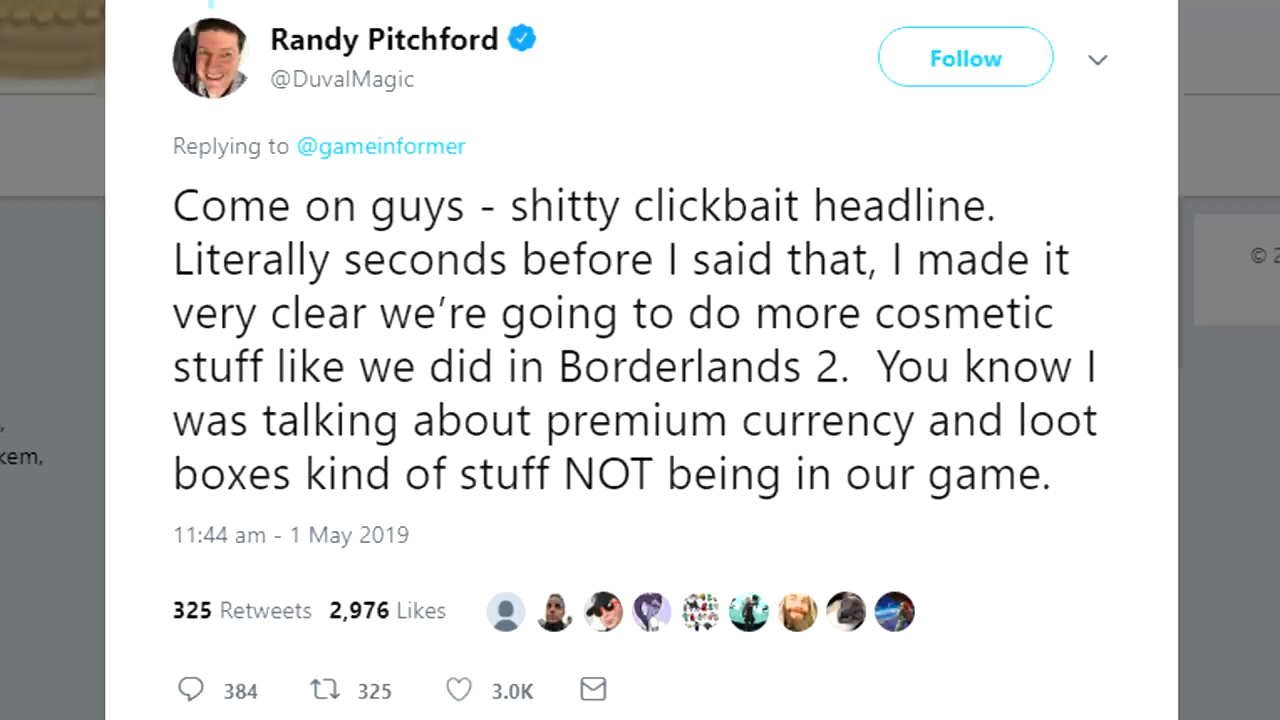 Randy Pitchford
@DuvalMagic
Follow
Replying to @gameinformer
Come on guys - shitty clickbait headline.
Literally seconds before I said that, I made it
very clear we're going to do more cosmetic
stuff like we did in Borderlands 2.  You know I
was talking about premium currency and loot
boxes kind of stuff NOT being in our game.
© 2
kem,
11:44 am - 1 May 2019
325 Retweets 2,976 Likes
384 325 3.0K